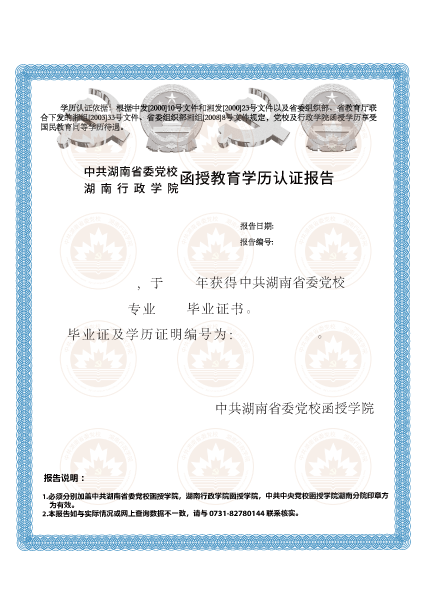 学历认证依据：根据中发[2000]10号文件和湘发[2000]23号文件以及省委组织部、省教育厅联
合下发的湘组[2003]33号文件、省委组织部湘组[2008]8号文件规定，党校及行政学院函授学历享受
国民教育同等学历待遇。
中共湖南省委党校
湖南行政学院
函授教育学历认证报告
报告日期:
报告编号:
，于 年获得中共湖南省委党校
专业 毕业证书。
毕业证及学历证明编号为: 。
中共湖南省委党校函授学院
报告说明：
1.必须分别加盖中共湖南省委党校函授学院，湖南行政学院函授学院，中共中央党校函授学院湖南分院印章方
为有效。
2.本报告如与实际情况或网上查询数据不一致，请与 0731-82780144 联系核实。